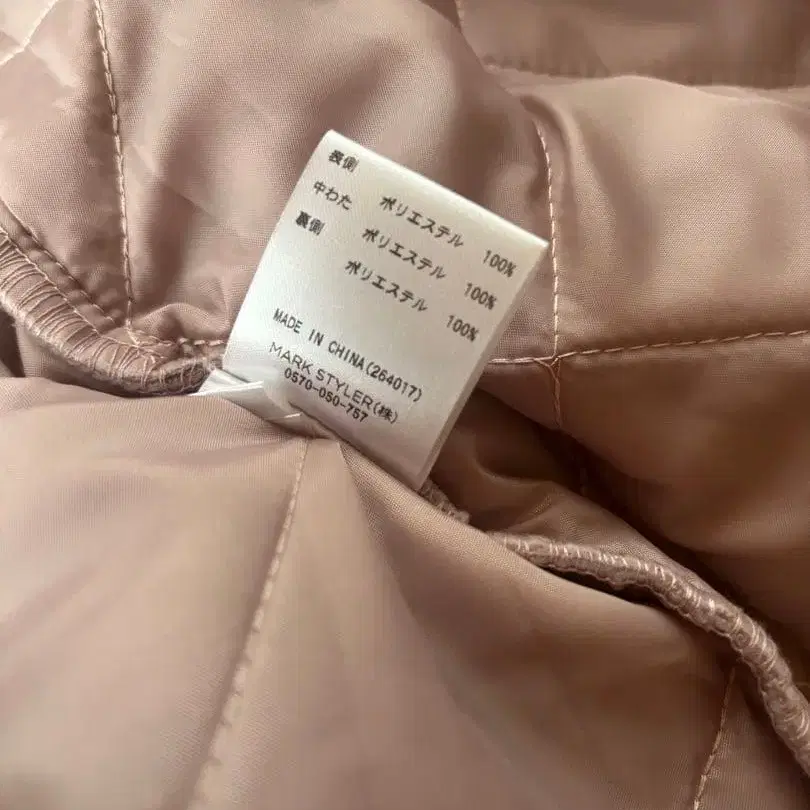 表側 ポリエステル 100%
中わた ポリエステル 100%
裏側 ポリエステル 100%
MADE IN CHINA(264017)
MARK STYLER(株)
0570-050-757